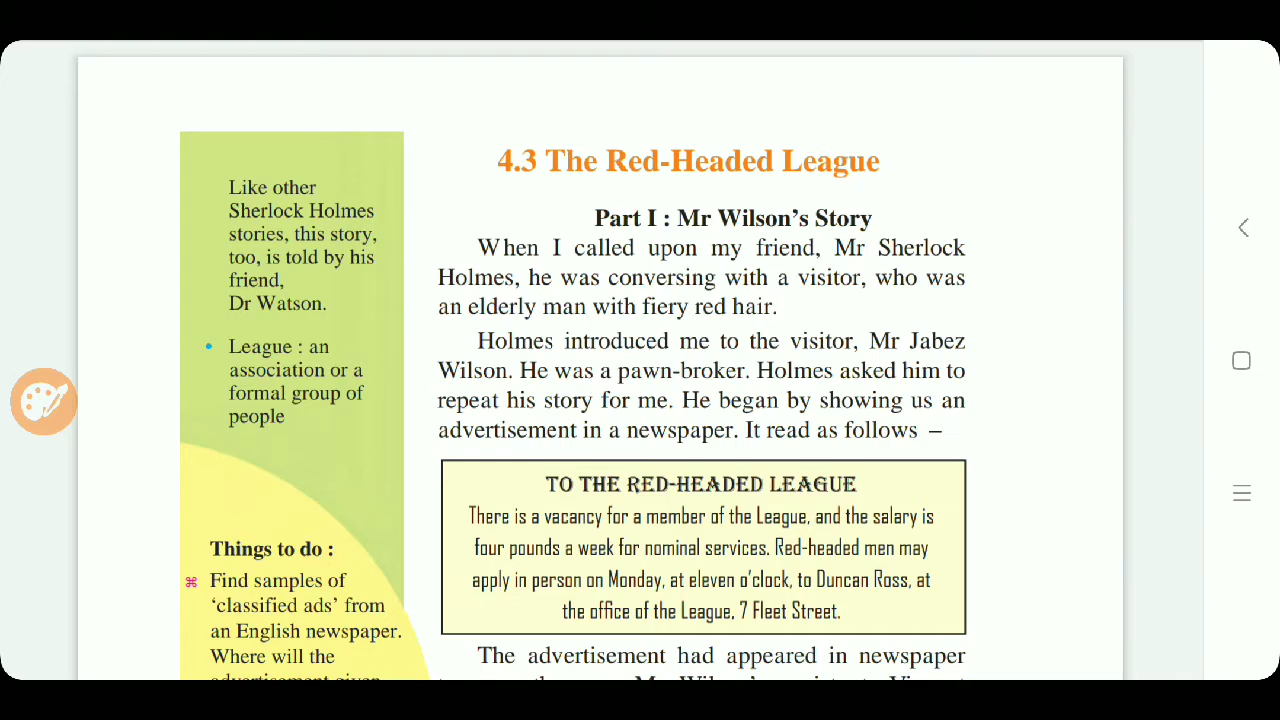 Like other
Sherlock Holmes
stories, this story,
too, is told by his
friend,
Dr Watson.
• League : an
association or a
formal group of
people
Things to do :
⌘ Find samples of
‘classified ads’ from
an English newspaper.
Where will the
4.3 The Red-Headed League
Part I : Mr Wilson’s Story
When I called upon my friend, Mr Sherlock
Holmes, he was conversing with a visitor, who was
an elderly man with fiery red hair.
Holmes introduced me to the visitor, Mr Jabez
Wilson. He was a pawn-broker. Holmes asked him to
repeat his story for me. He began by showing us an
advertisement in a newspaper. It read as follows –
TO THE RED-HEADED LEAGUE
There is a vacancy for a member of the League, and the salary is
four pounds a week for nominal services. Red-headed men may
apply in person on Monday, at eleven o’clock, to Duncan Ross, at
the office of the League, 7 Fleet Street.
The advertisement had appeared in newspaper